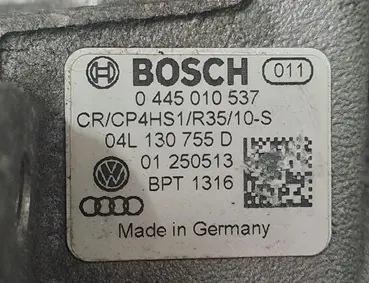 BOSCH 011
0 445 010 537
CR/CP4HS1/R35/10-S
04L 130 755 D
01 250513
BPT 1316
Made in Germany